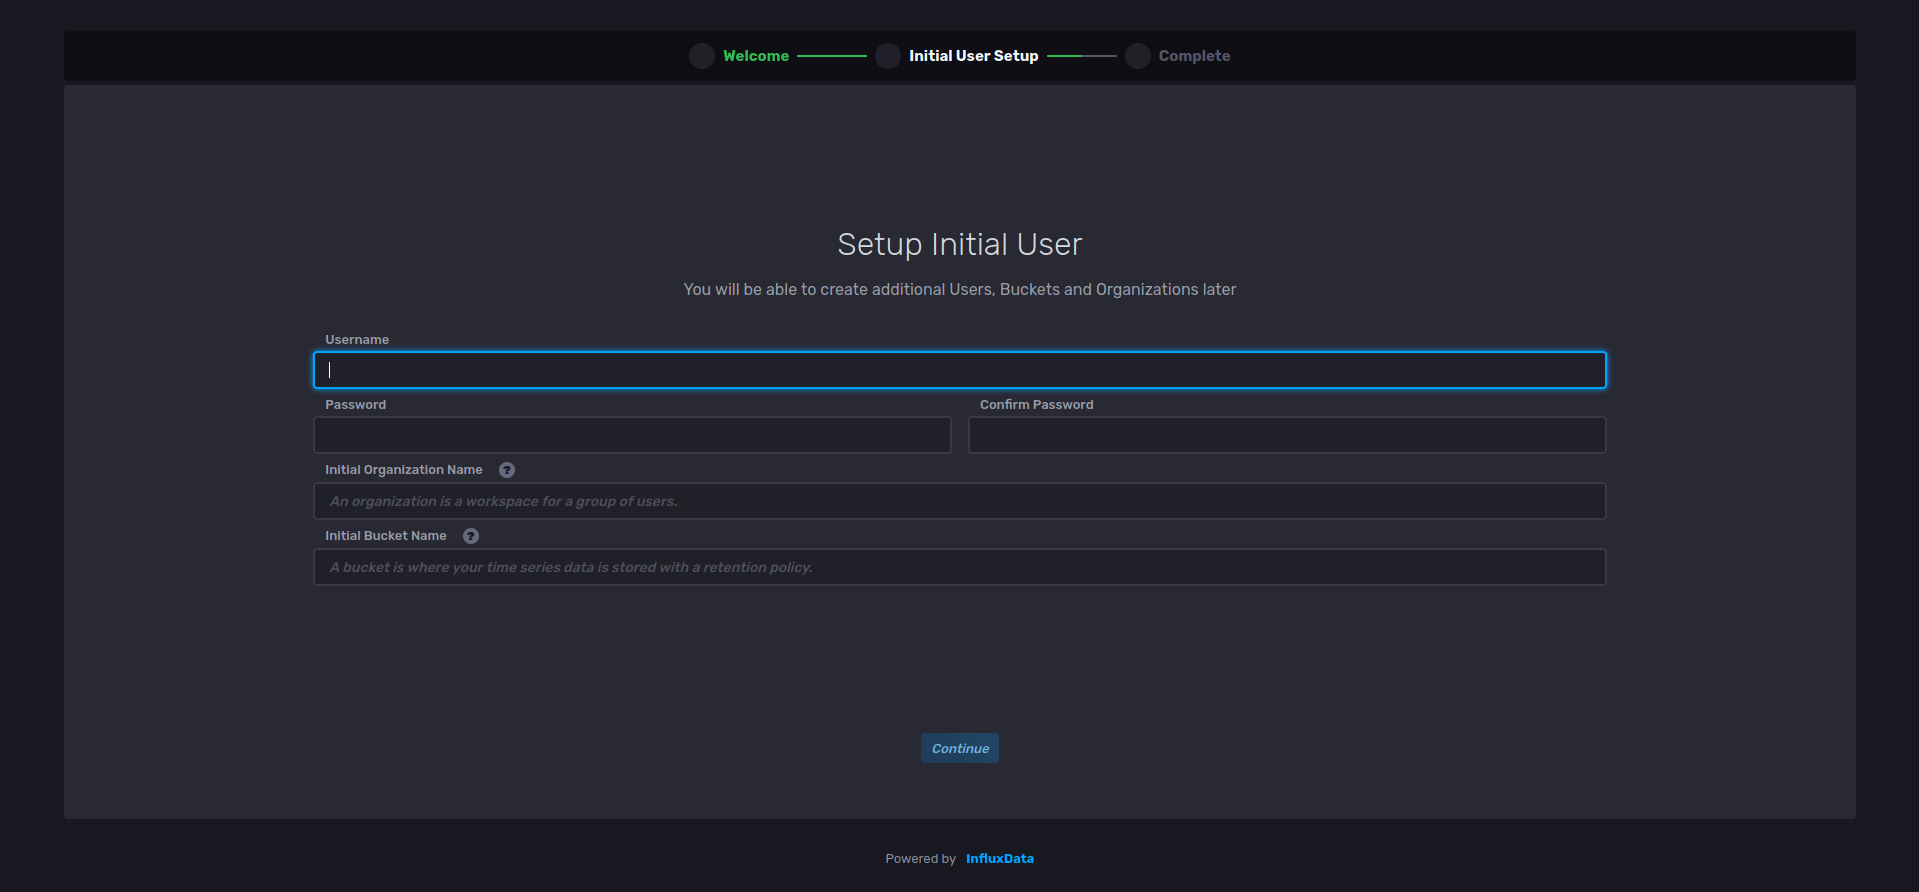 Welcome Initial User Setup Complete
Setup Initial User
You will be able to create additional Users, Buckets and Organizations later
Username
Password Confirm Password
Initial Organization Name ?
An organization is a workspace for a group of users.
Initial Bucket Name ?
A bucket is where your time series data is stored with a retention policy.
Continue
Powered by InfluxData